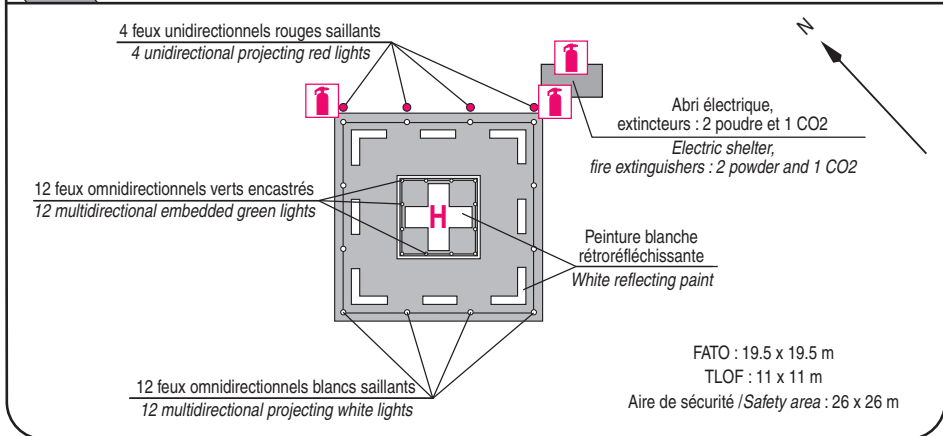 4 feux unidirectionnels rouges saillants
4 unidirectional projecting red lights
N
Abri électrique,
extincteurs : 2 poudre et 1 CO2
Electric shelter,
fire extinguishers : 2 powder and 1 CO2
12 feux omnidirectionnels verts encastrés
12 multidirectional embedded green lights
H
Peinture blanche
rétroréfléchissante
White reflecting paint
FATO : 19.5 x 19.5 m
TLOF : 11 x 11 m
Aire de sécurité /Safety area : 26 x 26 m
12 feux omnidirectionnels blancs saillants
12 multidirectional projecting white lights